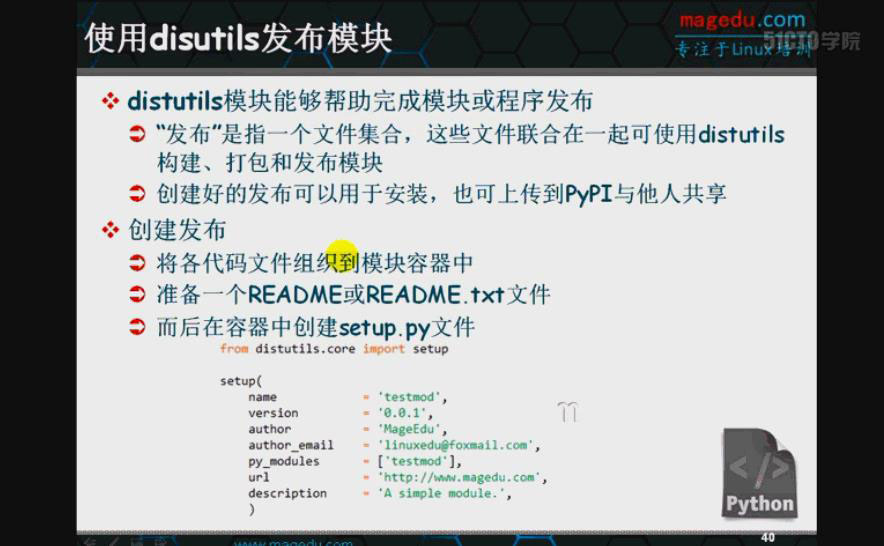 使用disutils发布模块
magedu.com
专注于Linux培训
51CTO学院
distutils模块能够帮助完成模块或程序发布
“发布”是指一个文件集合，这些文件联合在一起可使用distutils
构建、打包和发布模块
创建好的发布可以用于安装，也可上传到PyPI与他人共享
创建发布
将各代码文件组织到模块容器中
准备一个README或README.txt文件
而后在容器中创建setup.py文件
from distutils.core import setup
setup(
name = 'testmod',
version = '0.0.1',
author = 'MageEdu',
author_email = 'linuxedu@foxmail.com',
py_modules = ['testmod'],
url = 'http://www.magedu.com',
description = 'A simple module.',
)
</>
Python
www.magedu.com
40